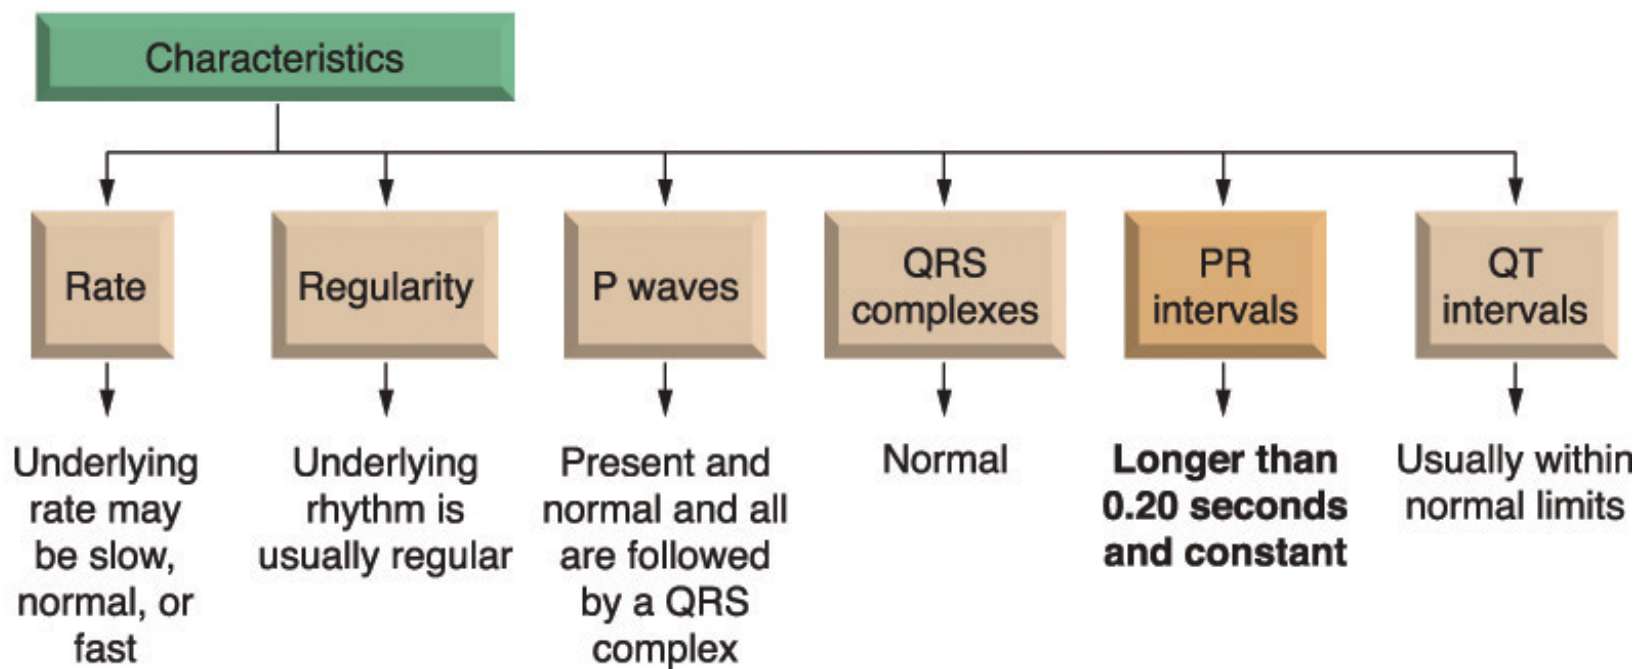 Characteristics
Rate
Regularity
P waves
QRS
complexes
PR
intervals
QT
intervals
Underlying
rate may
be slow,
normal, or
fast
Underlying
rhythm is
usually regular
Present and
normal and all
are followed
by a QRS
complex
Normal
Longer than
0.20 seconds
and constant
Usually within
normal limits